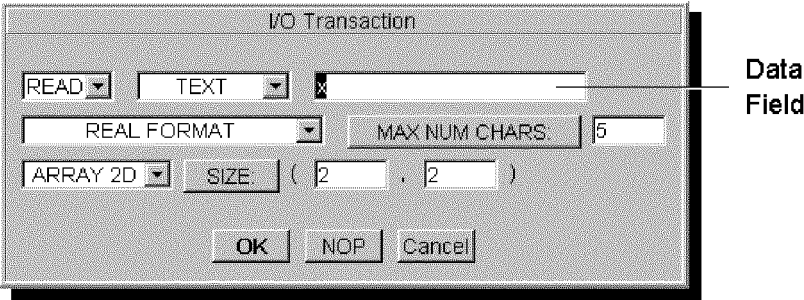 I/O Transaction
READ TEXT x
Data
Field
REAL FORMAT MAX NUM CHARS: 5
ARRAY 2D SIZE: ( 2 , 2 )
OK NOP Cancel